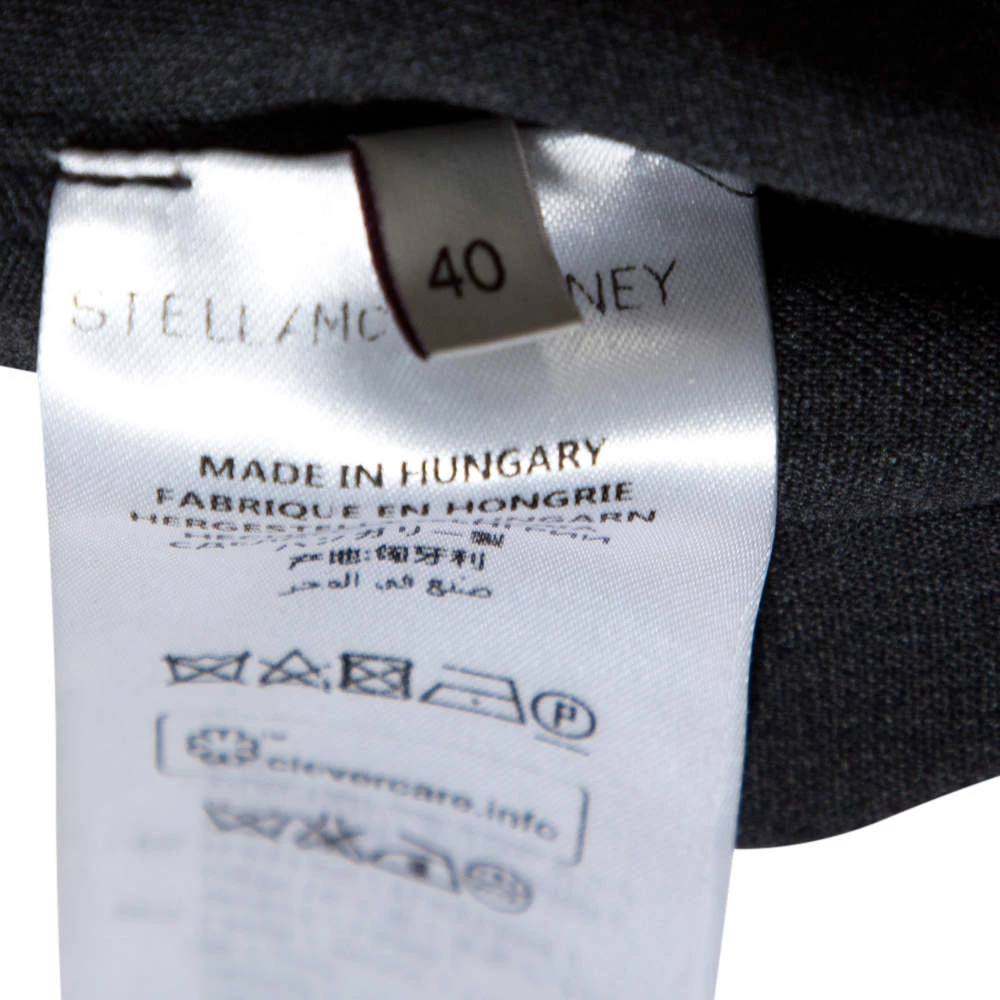 40
STELL/MC NEY
MADE IN HUNGARY
FABRIQUE EN HONGRIE
产地:匈牙利
صنع في المجر
P
clevercare.info